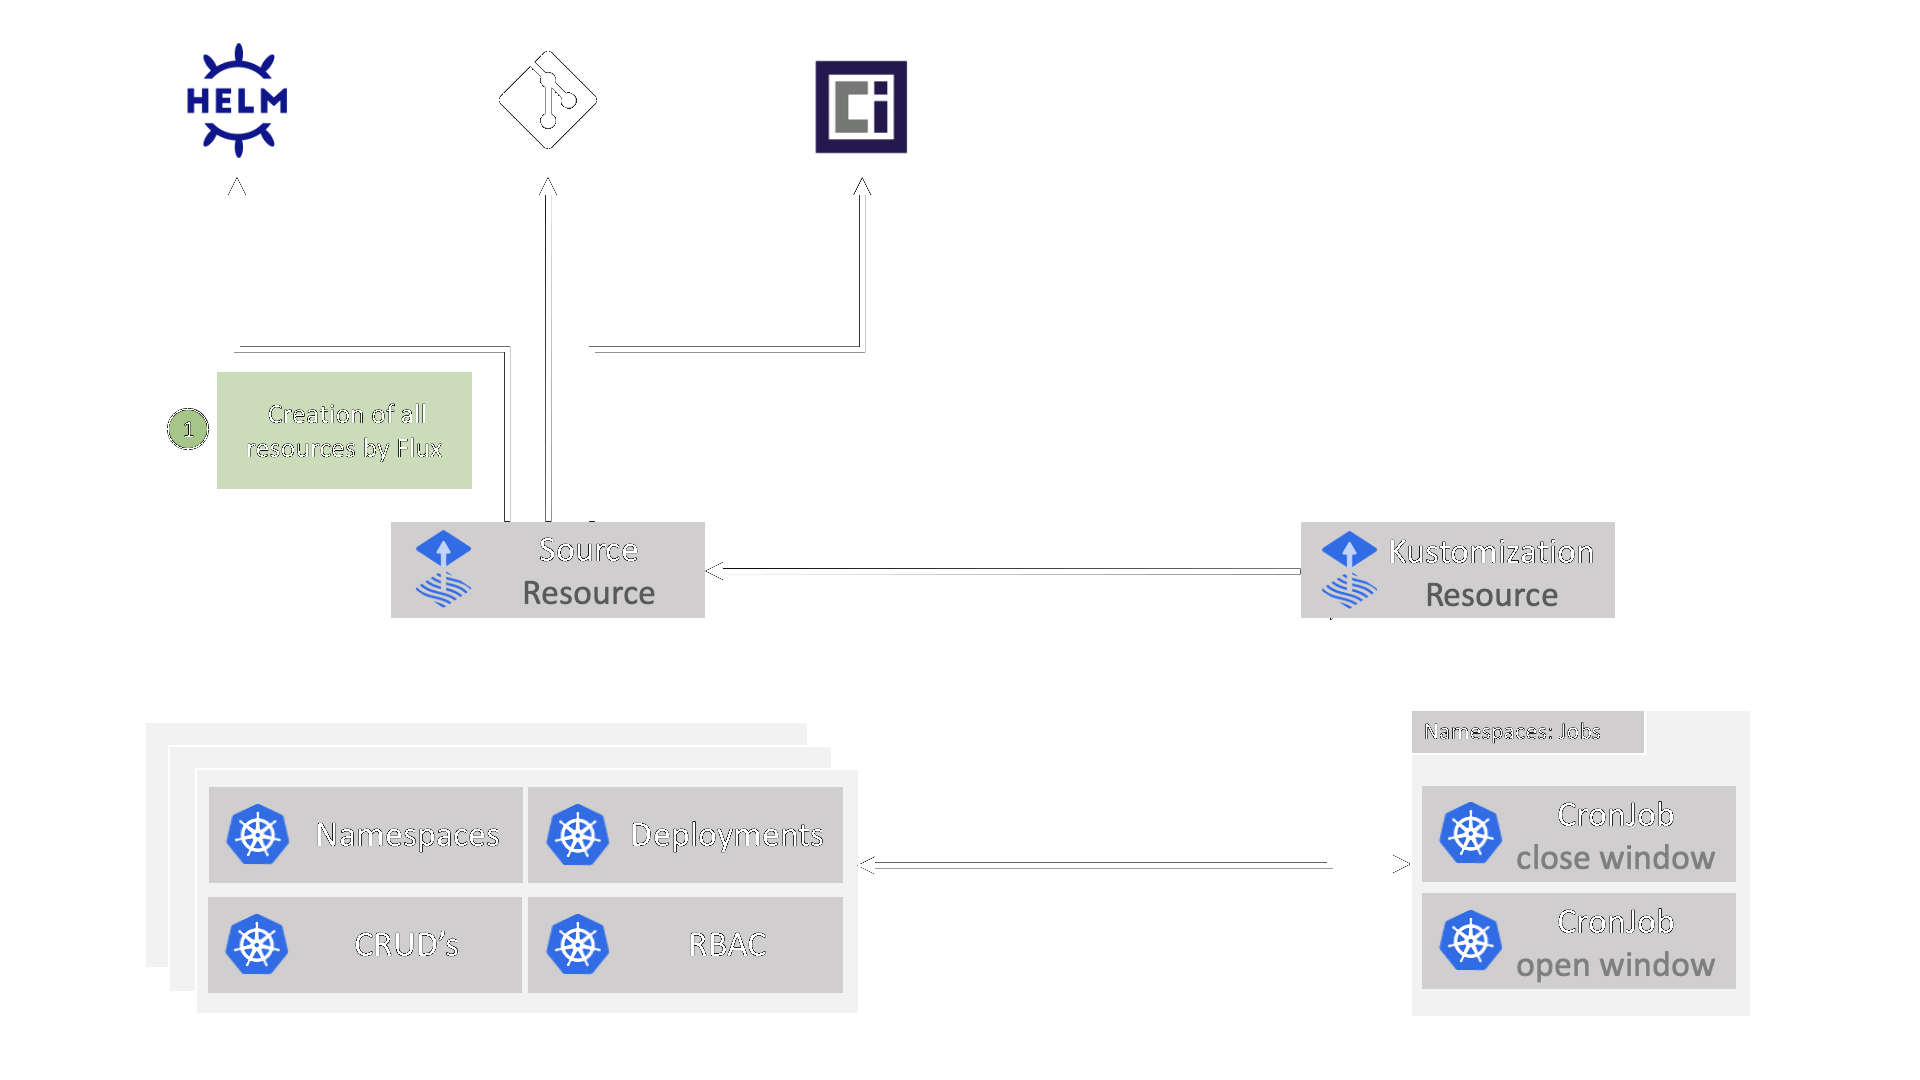 HELM
Ci
1
Creation of all
resources by Flux
Source
Resource
Kustomization
Resource
Namespaces: Jobs
Namespaces
Deployments
CronJob
close window
CRUD’s
RBAC
CronJob
open window